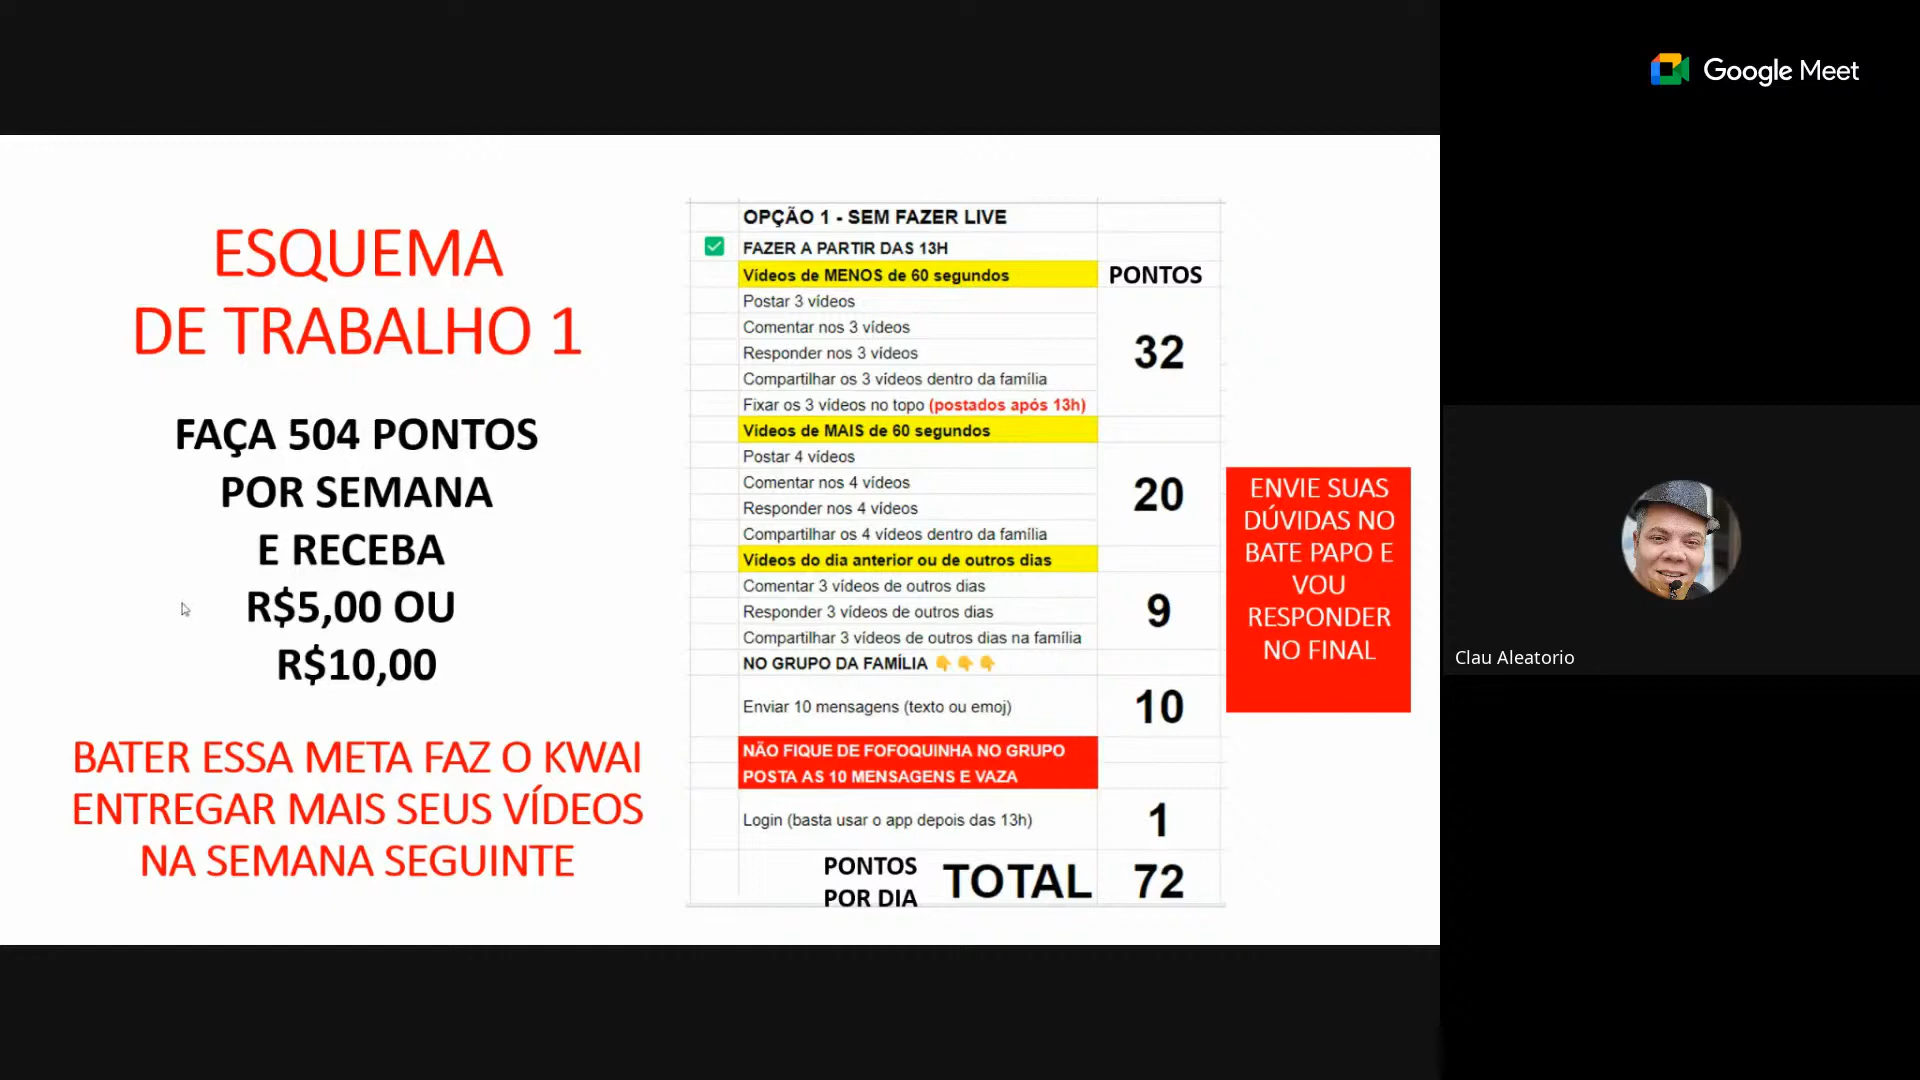 Google Meet
ESQUEMA
DE TRABALHO 1
FAÇA 504 PONTOS
POR SEMANA
E RECEBA
R$5,00 OU
R$10,00
BATER ESSA META FAZ O KWAI
ENTREGAR MAIS SEUS VÍDEOS
NA SEMANA SEGUINTE
OPÇÃO 1 - SEM FAZER LIVE
FAZER A PARTIR DAS 13H
Vídeos de MENOS de 60 segundos PONTOS
Postar 3 vídeos
Comentar nos 3 vídeos
Responder nos 3 vídeos
32
Compartilhar os 3 vídeos dentro da família
Fixar os 3 vídeos no topo (postados após 13h)
Vídeos de MAIS de 60 segundos
Postar 4 vídeos
Comentar nos 4 vídeos
20
Responder nos 4 vídeos
Compartilhar os 4 vídeos dentro da família
Vídeos do dia anterior ou de outros dias
Comentar 3 vídeos de outros dias
Responder 3 vídeos de outros dias 9
Compartilhar 3 vídeos de outros dias na família
NO GRUPO DA FAMÍLIA 👇👇👇
Enviar 10 mensagens (texto ou emoj) 10
NÃO FIQUE DE FOFOQUINHA NO GRUPO
POSTA AS 10 MENSAGENS E VAZA
Login (basta usar o app depois das 13h) 1
PONTOS
POR DIA
TOTAL 72
ENVIE SUAS
DÚVIDAS NO
BATE PAPO E
VOU
RESPONDER
NO FINAL
Clau Aleatorio